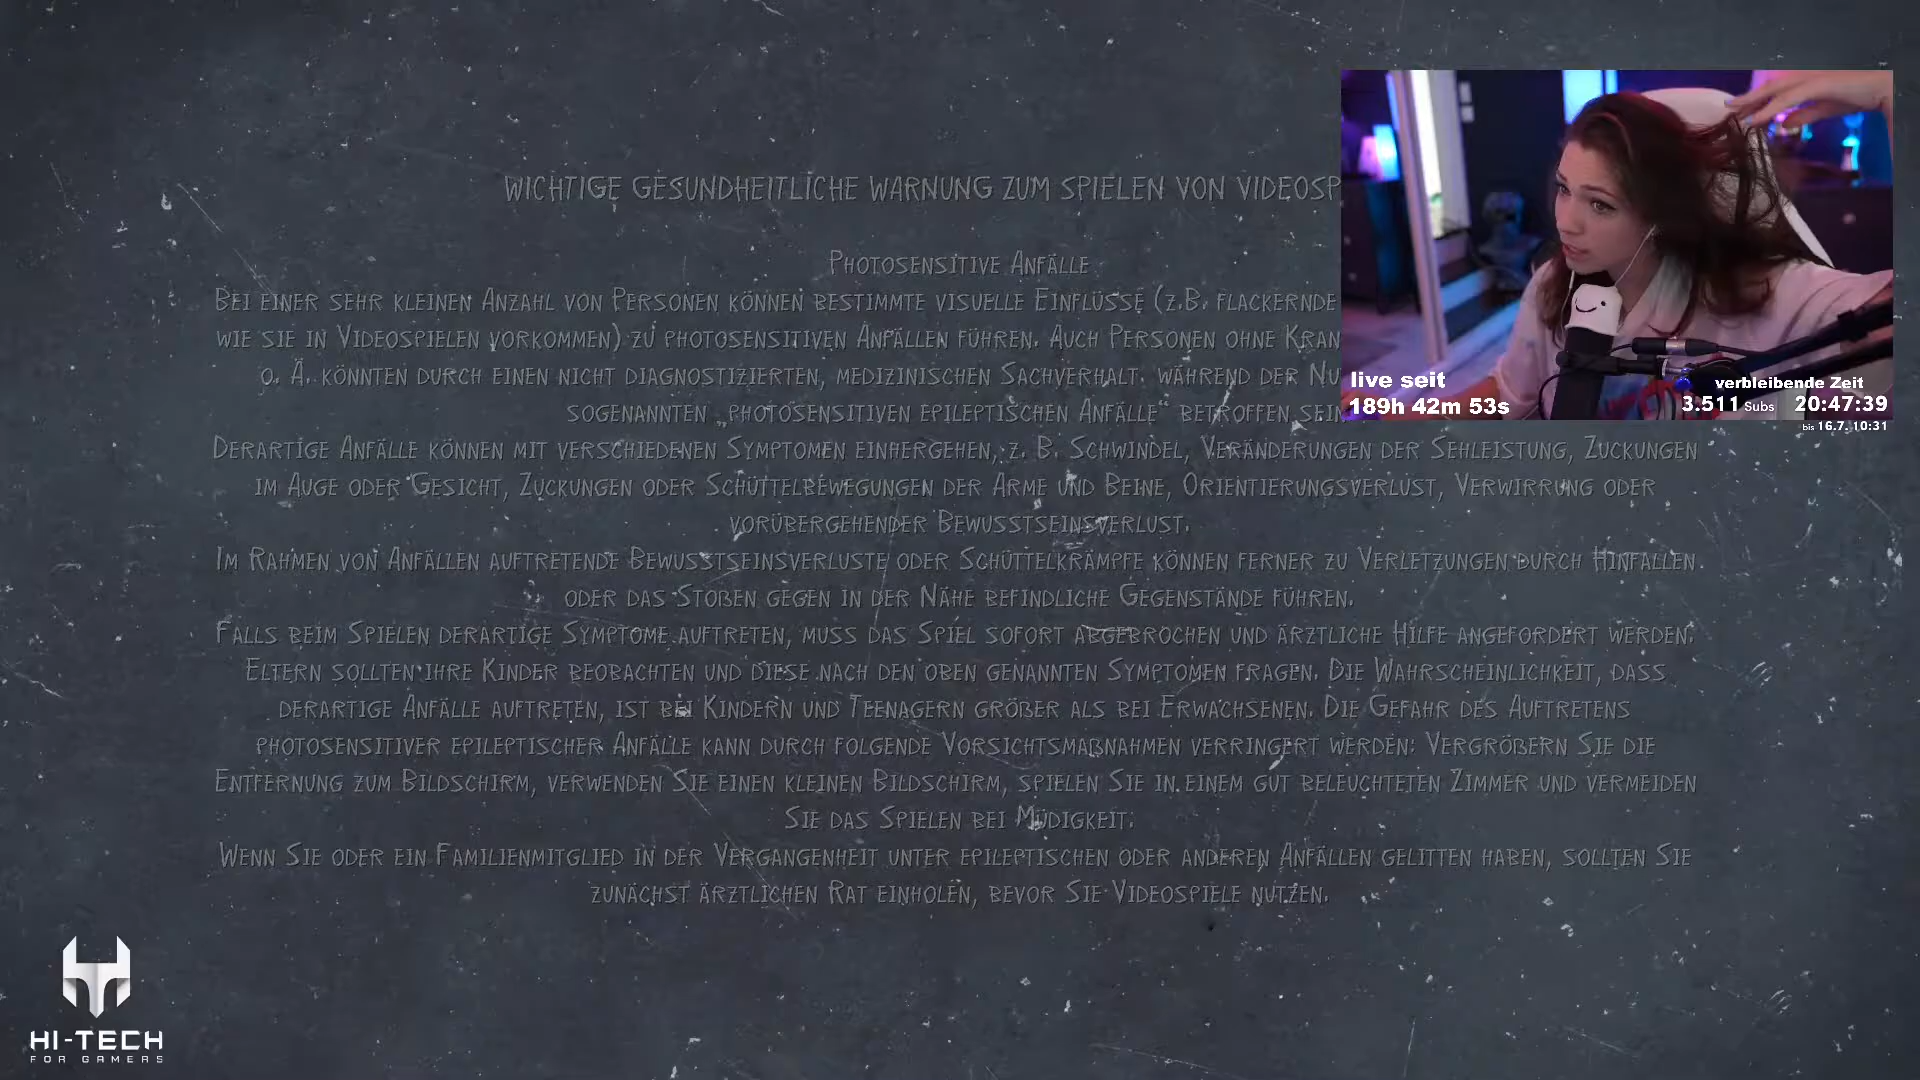 WICHTIGE GESUNDHEITLICHE WARNUNG ZUM SPIELEN VON VIDEOSP
PHOTOSENSITIVE ANFÄLLE
BEI EINER SEHR KLEINEN ANZAHL VON PERSONEN KÖNNEN BESTIMMTE VISUELLE EINFLÜSSE (Z.B. FLACKERNDE
WIE SIE IN VIDEOSPIELEN VORKOMMEN) ZU PHOTOSENSITIVEN ANFÄLLEN FÜHREN. AUCH PERSONEN OHNE KRAN
O. Ä. KÖNNTEN DURCH EINEN NICHT DIAGNOSTIZIERTEN, MEDIZINISCHEN SACHVERHALT. WÄHREND DER NU
SOGENANNTEN „PHOTOSENSITIVEN EPILEPTISCHEN ANFÄLLE“ BETROFFEN SEIN
DERARTIGE ANFÄLLE KÖNNEN MIT VERSCHIEDENEN SYMPTOMEN EINHERGEHEN, Z. B. SCHWINDEL, VERÄNDERUNGEN DER SEHLEISTUNG, ZUCKUNGEN
IM AUGE ODER GESICHT, ZUCKUNGEN ODER SCHÜTTELBEWEGUNGEN DER ARME UND BEINE, ORIENTIERUNGSVERLUST, VERWIRRUNG ODER
VORÜBERGEHENDER BEWUSSTSEINSVERLUST.
IM RAHMEN VON ANFÄLLEN AUFTRETENDE BEWUSSTSEINSVERLUSTE ODER SCHÜTTELKRÄMPFE KÖNNEN FERNER ZU VERLETZUNGEN DURCH HINFALLEN
ODER DAS STOßEN GEGEN IN DER NÄHE BEFINDLICHE GEGENSTÄNDE FÜHREN.
FALLS BEIM SPIELEN DERARTIGE SYMPTOME AUFTRETEN, MUSS DAS SPIEL SOFORT ABGEBROCHEN UND ÄRZTLICHE HILFE ANGEFORDERT WERDEN.
ELTERN SOLLTEN IHRE KINDER BEOBACHTEN UND DIESE NACH DEN OBEN GENANNTEN SYMPTOMEN FRAGEN. DIE WAHRSCHEINLICHKEIT, DASS
DERARTIGE ANFÄLLE AUFTRETEN, IST BEI KINDERN UND TEENAGERN GRÖßER ALS BEI ERWACHSENEN. DIE GEFAHR DES AUFTRETENS
PHOTOSENSITIVER EPILEPTISCHER ANFÄLLE KANN DURCH FOLGENDE VORSICHTSMAßNAHMEN VERRINGERT WERDEN: VERGRÖßERN SIE DIE
ENTFERNUNG ZUM BILDSCHIRM, VERWENDEN SIE EINEN KLEINEN BILDSCHIRM, SPIELEN SIE IN EINEM GUT BELEUCHTETEN ZIMMER UND VERMEIDEN
SIE DAS SPIELEN BEI MÜDIGKEIT.
WENN SIE ODER EIN FAMILIENMITGLIED IN DER VERGANGENHEIT UNTER EPILEPTISCHEN ODER ANDEREN ANFÄLLEN GELITTEN HABEN, SOLLTEN SIE
ZUNÄCHST ÄRZTLICHEN RAT EINHOLEN, BEVOR SIE VIDEOSPIELE NUTZEN.
live seit
189h 42m 53s
verbleibende Zeit
3.511 Subs 20:47:39
bis 16.7. 10:31
HI-TECH
FOR GAMERS